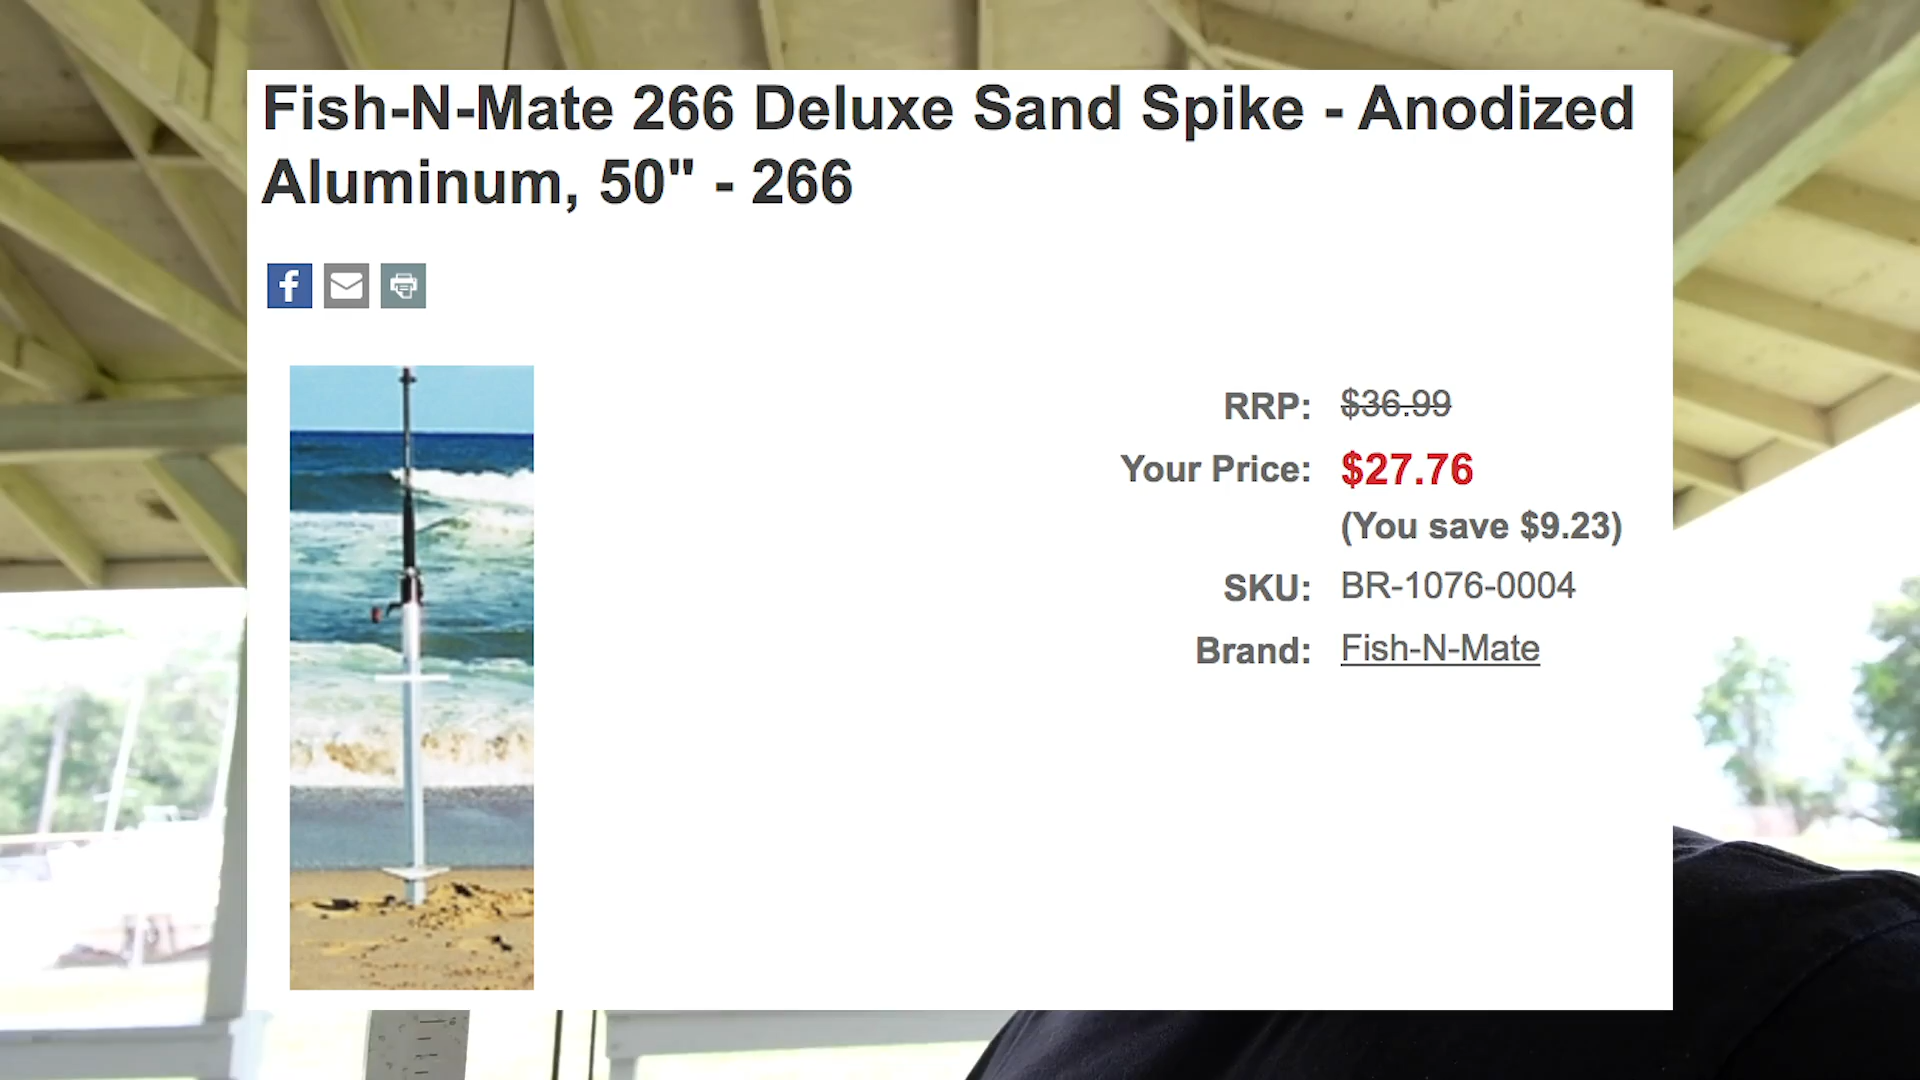 Fish-N-Mate 266 Deluxe Sand Spike - Anodized
Aluminum, 50" - 266
RRP: $36.99
Your Price: $27.76
(You save $9.23)
SKU: BR-1076-0004
Brand: Fish-N-Mate